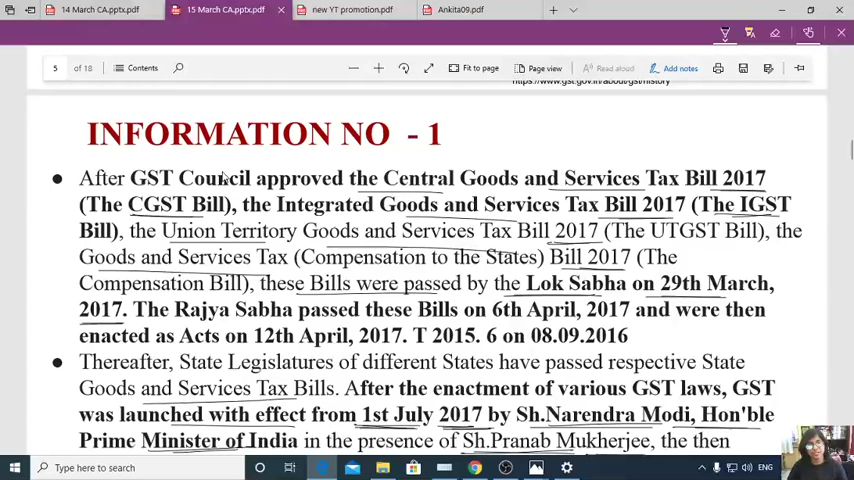 14 March CA.pptx.pdf
15 March CA.pptx.pdf
new YT promotion.pdf
Ankita09.pdf
5 of 18
Contents
Fit to page
Page view
Read aloud
Add notes
https://www.gst.gov.in/about/gst/history
INFORMATION NO - 1
After GST Council approved the Central Goods and Services Tax Bill 2017
(The CGST Bill), the Integrated Goods and Services Tax Bill 2017 (The IGST
Bill), the Union Territory Goods and Services Tax Bill 2017 (The UTGST Bill), the
Goods and Services Tax (Compensation to the States) Bill 2017 (The
Compensation Bill), these Bills were passed by the Lok Sabha on 29th March,
2017. The Rajya Sabha passed these Bills on 6th April, 2017 and were then
enacted as Acts on 12th April, 2017. T 2015. 6 on 08.09.2016
Thereafter, State Legislatures of different States have passed respective State
Goods and Services Tax Bills. After the enactment of various GST laws, GST
was launched with effect from 1st July 2017 by Sh.Narendra Modi, Hon'ble
Prime Minister of India in the presence of Sh.Pranab Mukherjee, the then
Type here to search
ENG